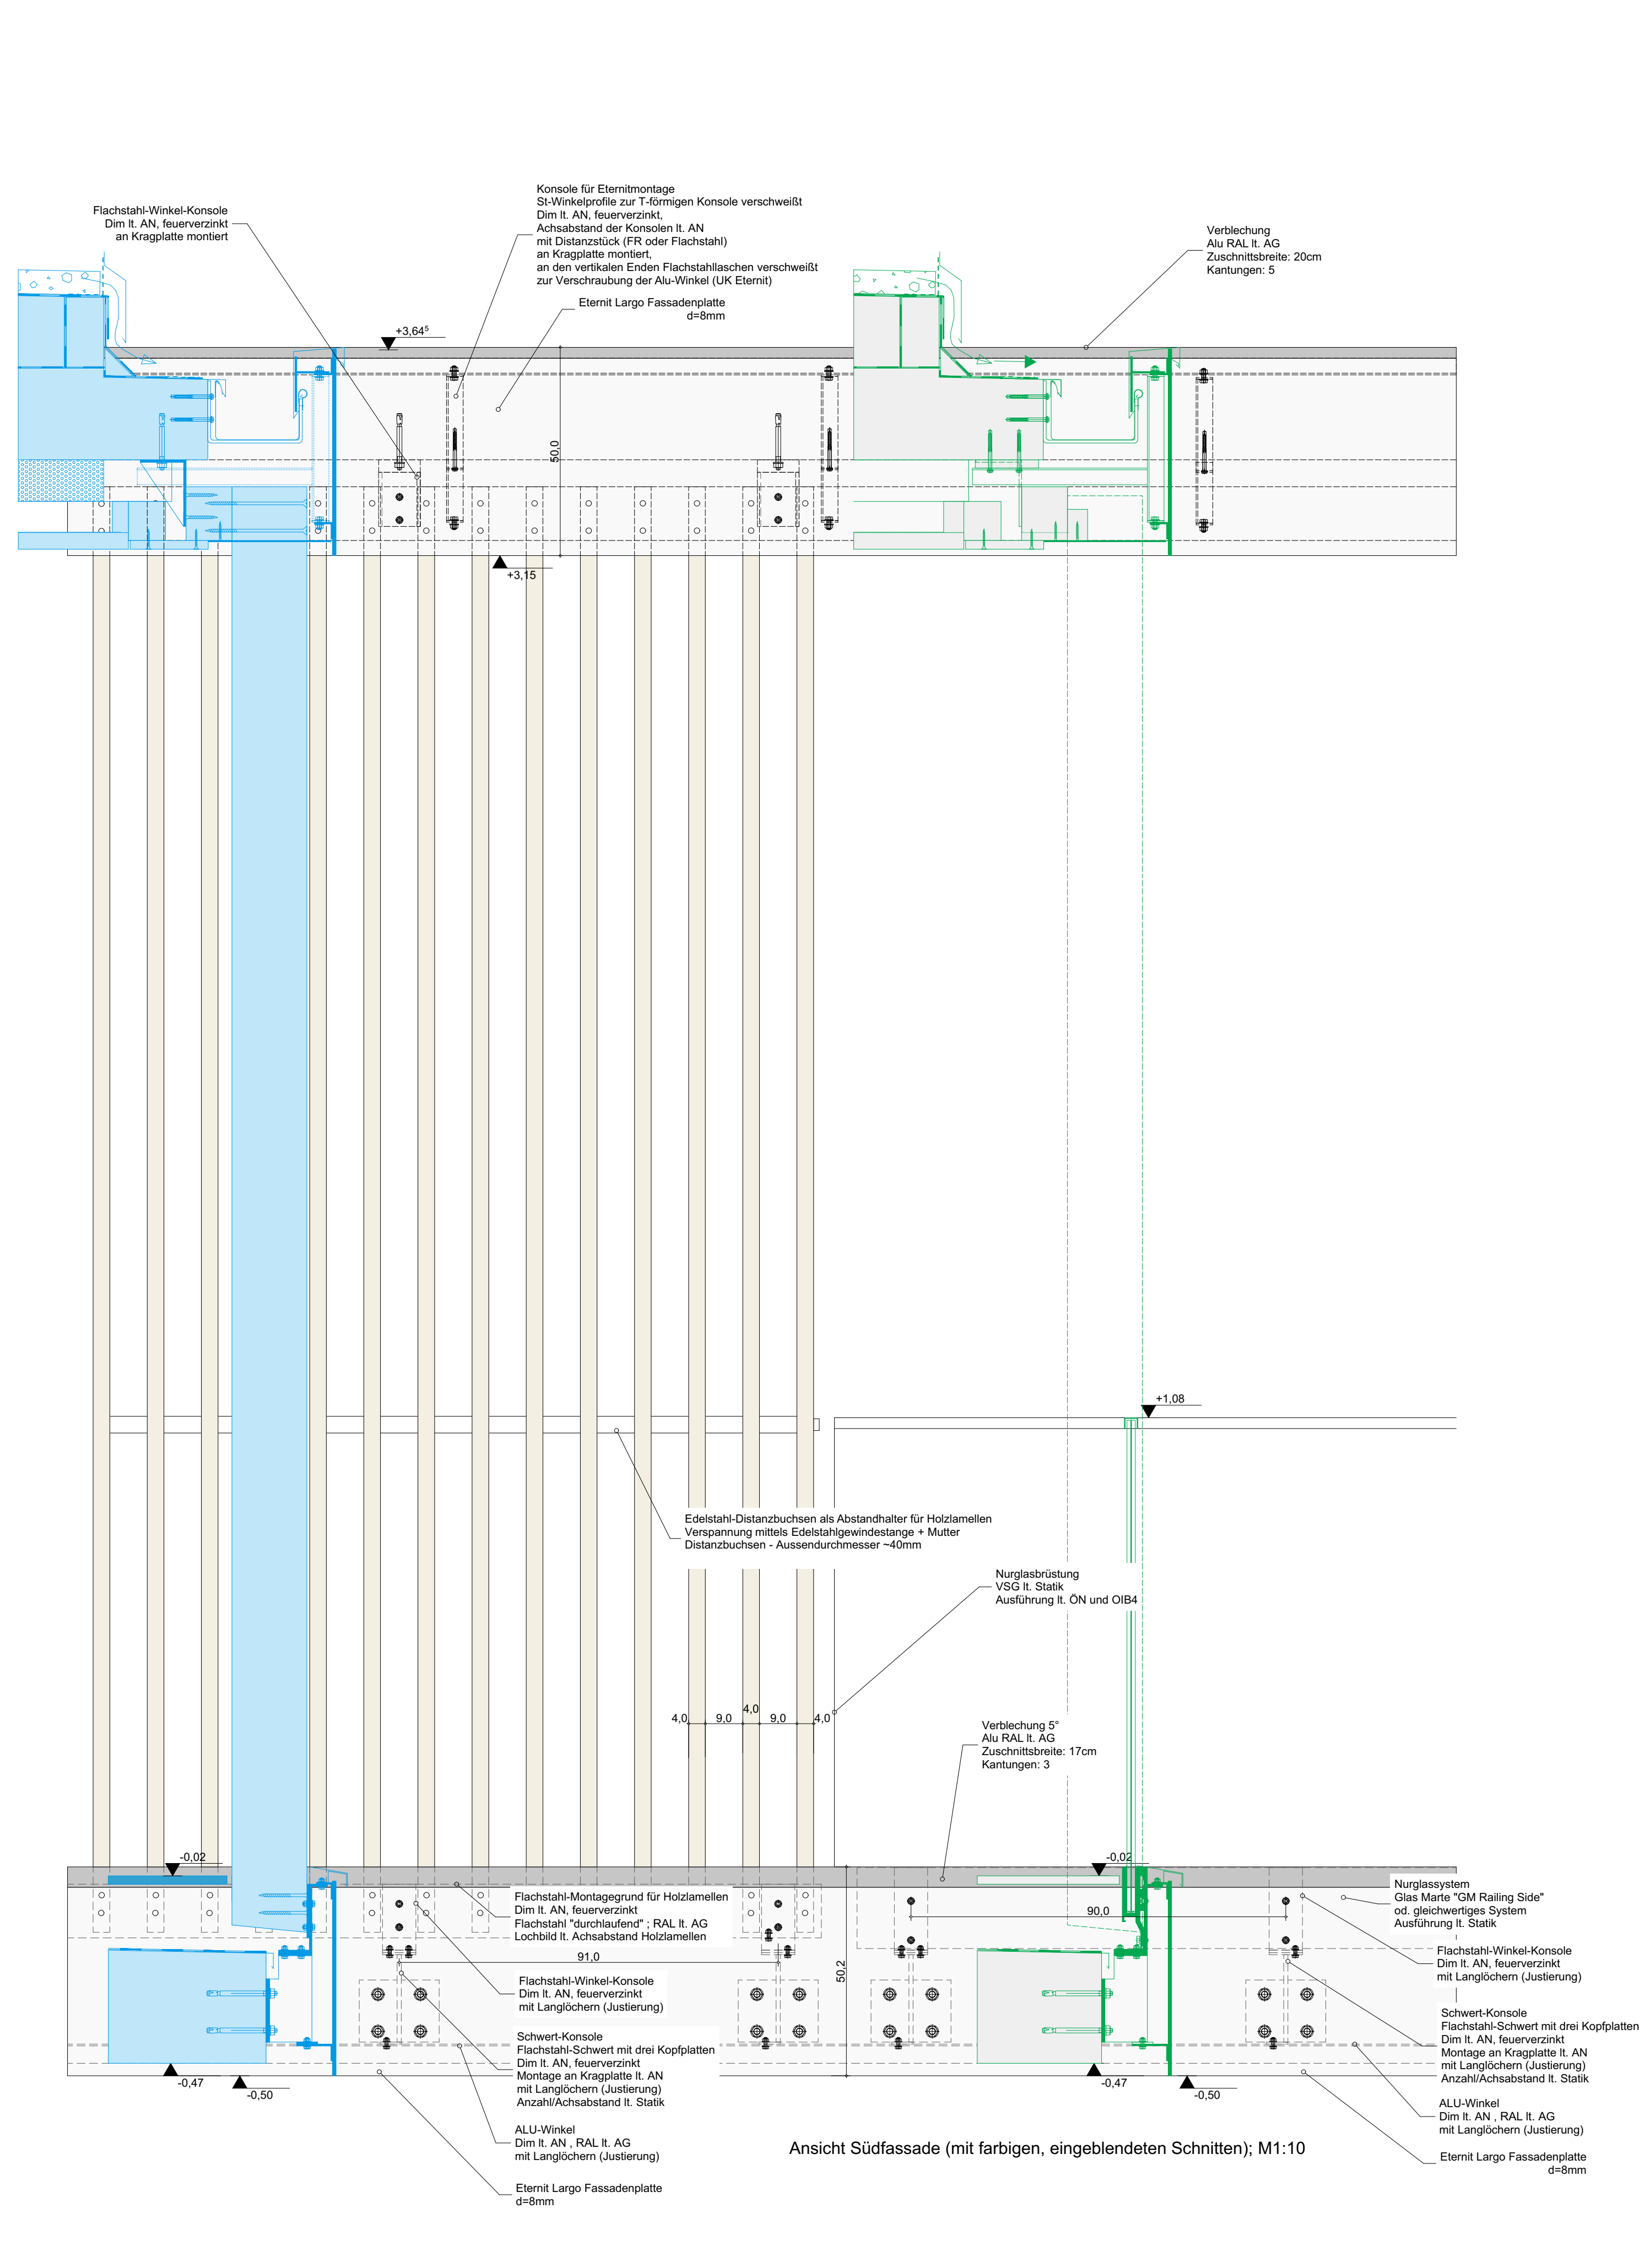 Konsole für Eternitmontage
St-Winkelprofile zur T-förmigen Konsole verschweißt
Dim lt. AN, feuerverzinkt,
Achsabstand der Konsolen lt. AN
mit Distanzstück (FR oder Flachstahl)
an Kragplatte montiert,
an den vertikalen Enden Flachstahllaschen verschweißt
zur Verschraubung der Alu-Winkel (UK Eternit)
Flachstahl-Winkel-Konsole
Dim lt. AN, feuerverzinkt
an Kragplatte montiert
Verblechung
Alu RAL lt. AG
Zuschnittsbreite: 20cm
Kantungen: 5
Eternit Largo Fassadenplatte
d=8mm
+3,64⁵
50,0
+3,15
+1,08
Edelstahl-Distanzbuchsen als Abstandhalter für Holzlamellen
Verspannung mittels Edelstahlgewindestange + Mutter
Distanzbuchsen - Aussendurchmesser ~40mm
Nurglasbrüstung
VSG lt. Statik
Ausführung lt. ÖN und OIB4
4,0
9,0
4,0
9,0
4,0
Verblechung 5°
Alu RAL lt. AG
Zuschnittsbreite: 17cm
Kantungen: 3
-0,02
-0,02
Flachstahl-Montagegrund für Holzlamellen
Dim lt. AN, feuerverzinkt
Flachstahl "durchlaufend" ; RAL lt. AG
Lochbild lt. Achsabstand Holzlamellen
91,0
90,0
50,2
Nurglassystem
Glas Marte "GM Railing Side"
od. gleichwertiges System
Ausführung lt. Statik
Flachstahl-Winkel-Konsole
Dim lt. AN, feuerverzinkt
mit Langlöchern (Justierung)
Flachstahl-Winkel-Konsole
Dim lt. AN, feuerverzinkt
mit Langlöchern (Justierung)
Schwert-Konsole
Flachstahl-Schwert mit drei Kopfplatten
Dim lt. AN, feuerverzinkt
Montage an Kragplatte lt. AN
mit Langlöchern (Justierung)
Anzahl/Achsabstand lt. Statik
Schwert-Konsole
Flachstahl-Schwert mit drei Kopfplatten
Dim lt. AN, feuerverzinkt
Montage an Kragplatte lt. AN
mit Langlöchern (Justierung)
Anzahl/Achsabstand lt. Statik
-0,47
-0,50
-0,47
-0,50
ALU-Winkel
Dim lt. AN , RAL lt. AG
mit Langlöchern (Justierung)
ALU-Winkel
Dim lt. AN , RAL lt. AG
mit Langlöchern (Justierung)
Ansicht Südfassade (mit farbigen, eingeblendeten Schnitten); M1:10
Eternit Largo Fassadenplatte
d=8mm
Eternit Largo Fassadenplatte
d=8mm